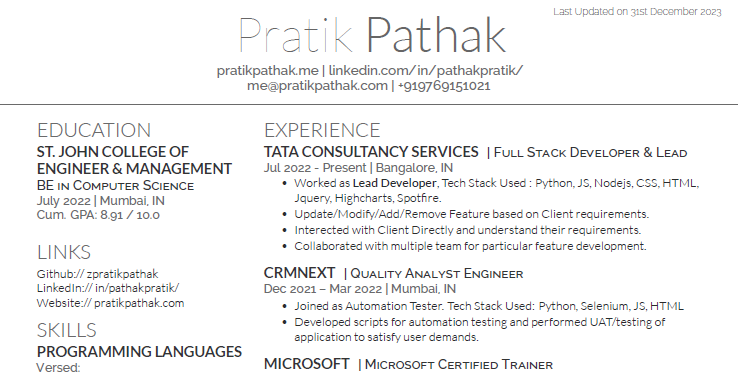 Last Updated on 31st December 2023
Pratik Pathak
pratikpathak.me | linkedin.com/in/pathakpratik/
me@pratikpathak.com | +919769151021
EDUCATION
ST. JOHN COLLEGE OF
ENGINEER & MANAGEMENT
BE IN COMPUTER SCIENCE
July 2022 | Mumbai, IN
Cum. GPA: 8.91 / 10.0
LINKS
Github:// zpratikpathak
LinkedIn:// in/pathakpratik/
Website:// pratikpathak.com
SKILLS
PROGRAMMING LANGUAGES
Versed:
EXPERIENCE
TATA CONSULTANCY SERVICES | FULL STACK DEVELOPER & LEAD
Jul 2022 - Present | Bangalore, IN
• Worked as Lead Developer, Tech Stack Used : Python, JS, Nodejs, CSS, HTML,
Jquery, Highcharts, Spotfire.
• Update/Modify/Add/Remove Feature based on Client requirements.
• Interected with Client Directly and understand their requirements.
• Collaborated with multiple team for particular feature development.
CRMNEXT | QUALITY ANALYST ENGINEER
Dec 2021 – Mar 2022 | Mumbai, IN
• Joined as Automation Tester. Tech Stack Used: Python, Selenium, JS, HTML
• Developed scripts for automation testing and performed UAT/testing of
application to satisfy user demands.
MICROSOFT | MICROSOFT CERTIFIED TRAINER